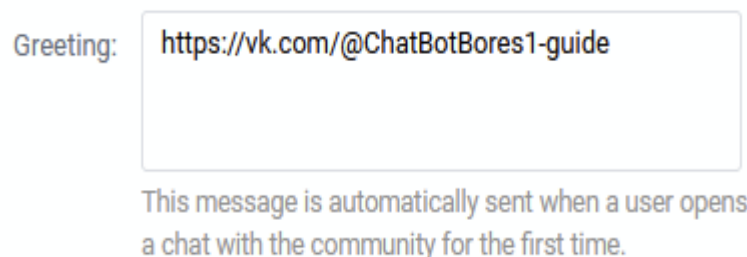 Greeting:
https://vk.com/@ChatBotBores1-guide
This message is automatically sent when a user opens
a chat with the community for the first time.